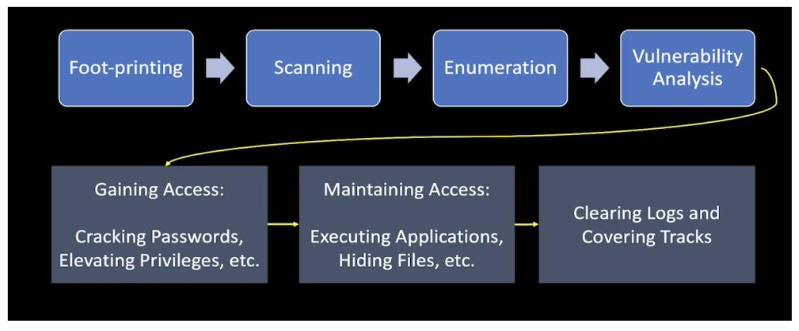 Foot-printing
Scanning
Enumeration
Vulnerability
Analysis
Gaining Access:
Cracking Passwords,
Elevating Privileges, etc.
Maintaining Access:
Executing Applications,
Hiding Files, etc.
Clearing Logs and
Covering Tracks